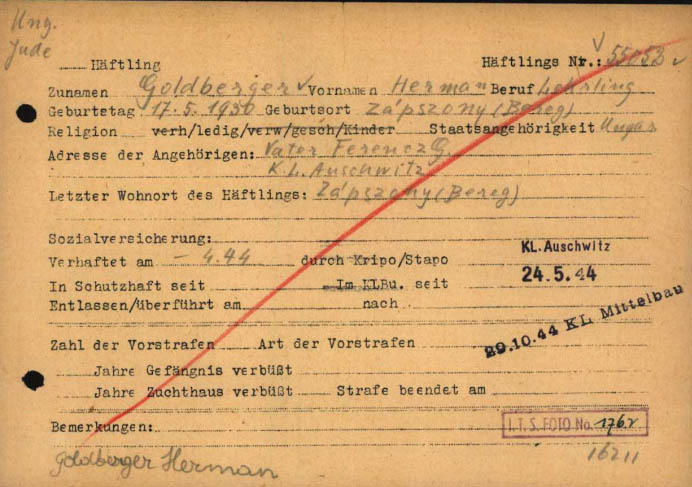 Ung.
Jude
Häftling Häftlings Nr.: 55053
Zunamen Goldberger Vornamen Herman Beruf Lehrling
Geburtstag 17.5.1930 Geburtsort Zápszony (Bereg)
Religion verh/ledig/verw/gesch/Kinder Staatsangehörigkeit Ungar
Adresse der Angehörigen: Vater Ferencz G.
K.L. Auschwitz
Letzter Wohnort des Häftlings: Zápszony (Bereg)
Sozialversicherung:
Verhaftet am - 4.44 durch Kripo/Stapo KL. Auschwitz
In Schutzhaft seit Im KLBu. seit 24.5.44
Entlassen/überführt am nach
29.10.44 KL Mittelbau
Zahl der Vorstrafen Art der Vorstrafen
Jahre Gefängnis verbüßt
Jahre Zuchthaus verbüßt Strafe beendet am
Bemerkungen: I.T.S. FOTO No. 1762
Goldberger Herman